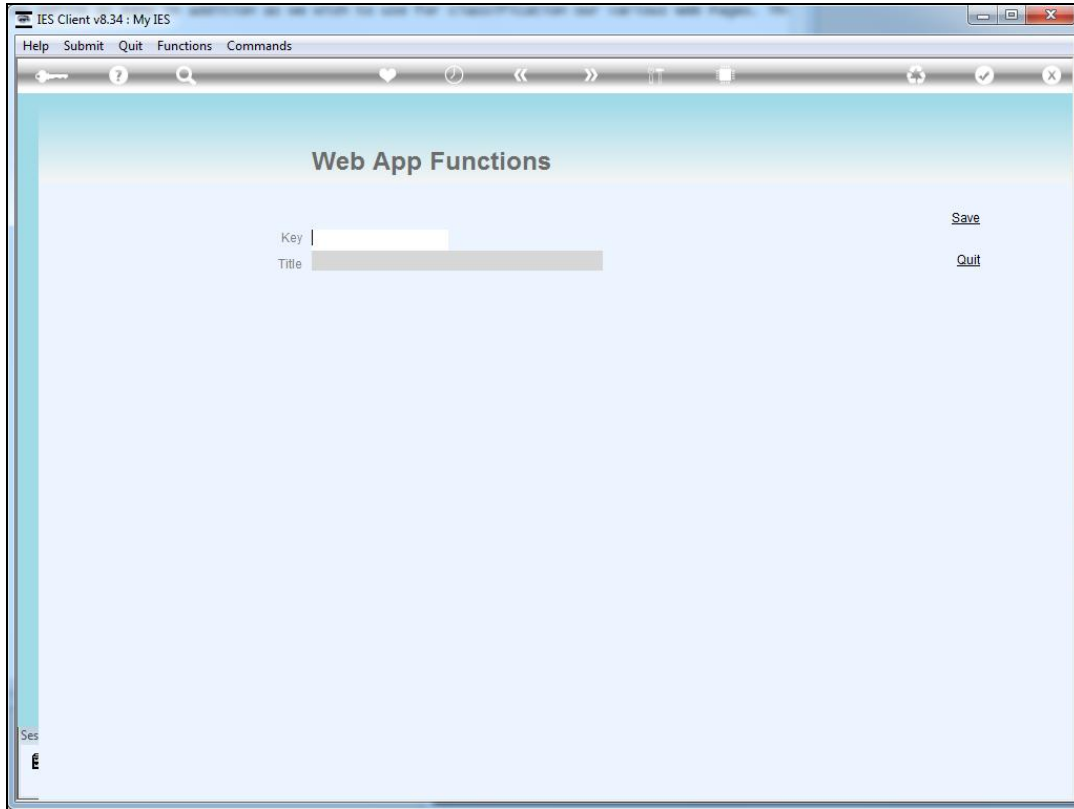 IES Client v8.34 : My IES
Help Submit Quit Functions Commands
Web App Functions
Save
Key
Title
Quit
Ses